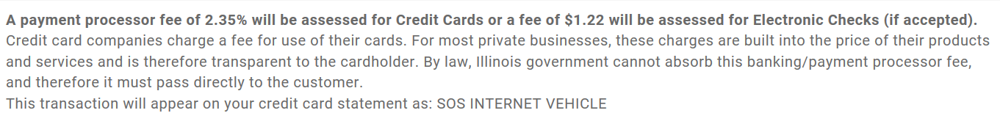 A payment processor fee of 2.35% will be assessed for Credit Cards or a fee of $1.22 will be assessed for Electronic Checks (if accepted).
Credit card companies charge a fee for use of their cards. For most private businesses, these charges are built into the price of their products
and services and is therefore transparent to the cardholder. By law, Illinois government cannot absorb this banking/payment processor fee,
and therefore it must pass directly to the customer.
This transaction will appear on your credit card statement as: SOS INTERNET VEHICLE